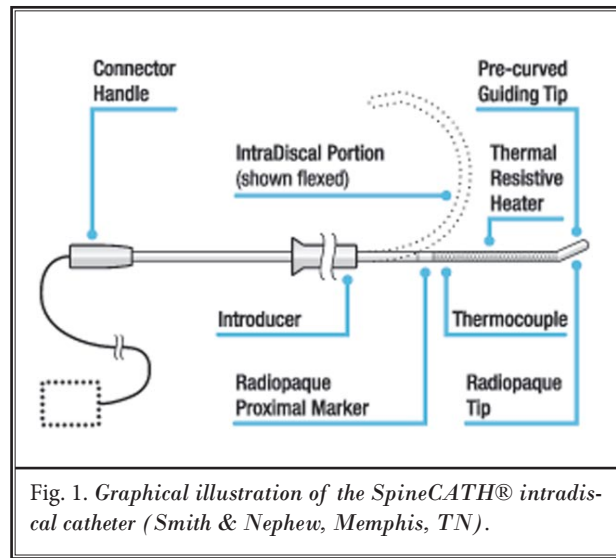 Connector
Handle
Pre-curved
Guiding Tip
IntraDiscal Portion
(shown flexed)
Thermal
Resistive
Heater
Introducer
Thermocouple
Radiopaque
Proximal Marker
Radiopaque
Tip
Fig. 1. Graphical illustration of the SpineCATH® intradis-
cal catheter (Smith & Nephew, Memphis, TN).